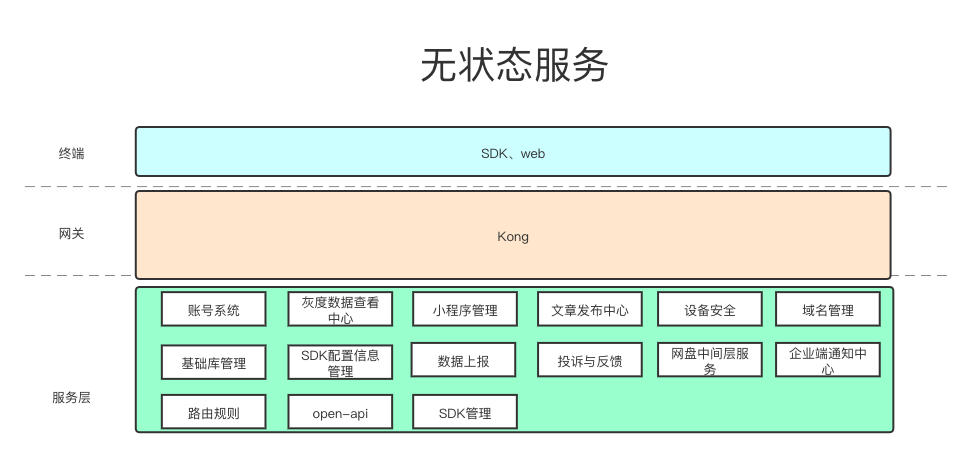 无状态服务
终端
SDK、web
网关
Kong
服务层
账号系统
灰度数据查看
中心
小程序管理
文章发布中心
设备安全
域名管理
基础库管理
SDK配置信息
管理
数据上报
投诉与反馈
网盘中间层服
务
企业端通知中
心
路由规则
open-api
SDK管理